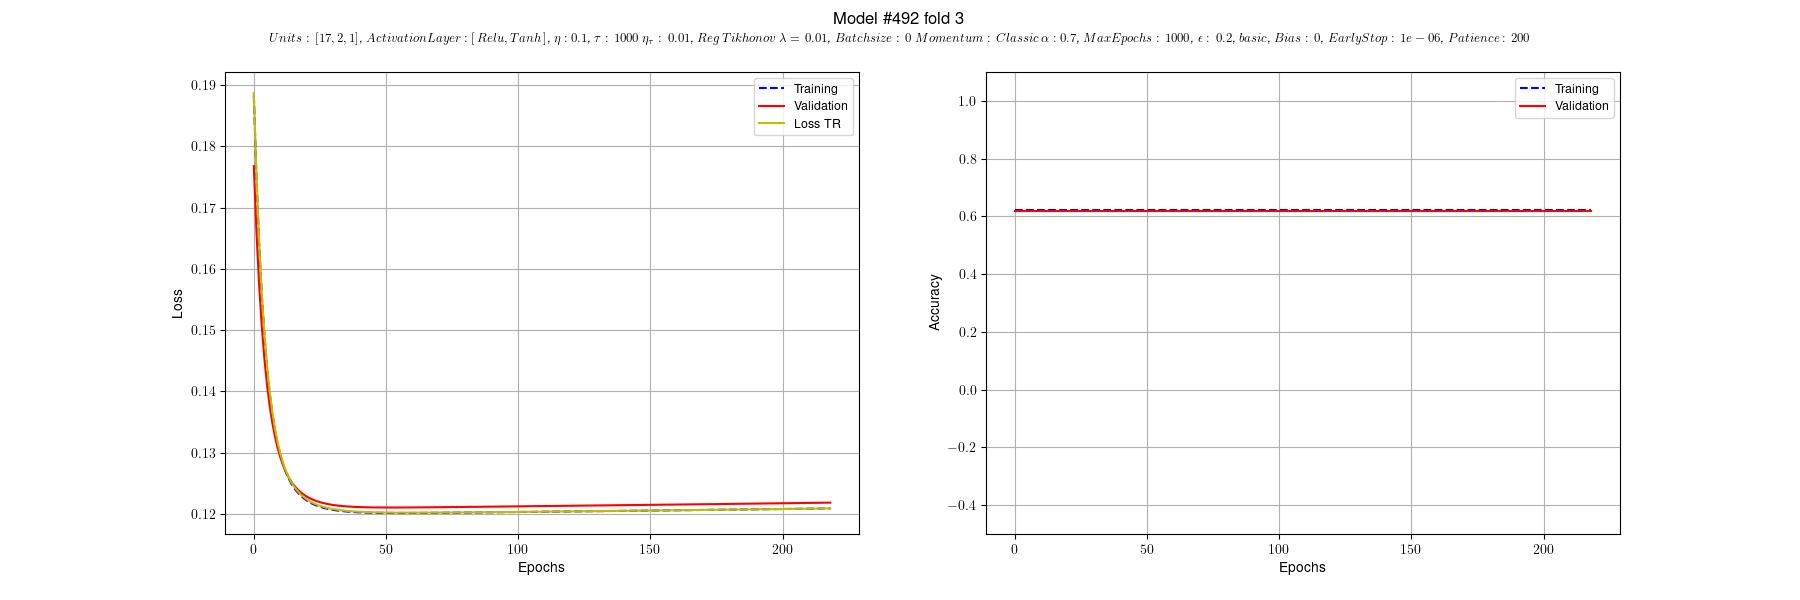 Model #492 fold 3
Units : [17, 2, 1], ActivationLayer : [ Relu, Tanh ], η : 0.1, τ : 1000 ητ : 0.01, Reg Tikhonov λ = 0.01, Batchsize : 0 Momentum : Classic α : 0.7, MaxEpochs : 1000, ϵ : 0.2, basic, Bias : 0, EarlyStop : 1e − 06, Patience : 200
Loss
0.19
0.18
0.17
0.16
0.15
0.14
0.13
0.12
0 50 100 150 200
Epochs
Training
Validation
Loss TR
Accuracy
1.0
0.8
0.6
0.4
0.2
0.0
−0.2
−0.4
0 50 100 150 200
Epochs
Training
Validation